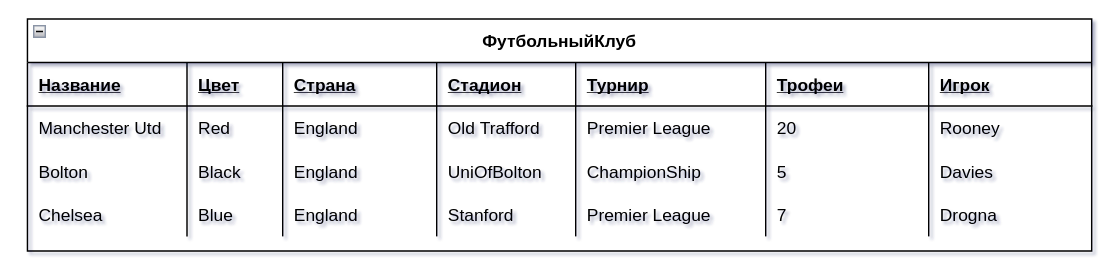 ФутбольныйКлуб
Название Цвет Страна Стадион Турнир Трофеи Игрок
Manchester Utd Red England Old Trafford Premier League 20 Rooney
Bolton Black England UniOfBolton ChampionShip 5 Davies
Chelsea Blue England Stanford Premier League 7 Drogna